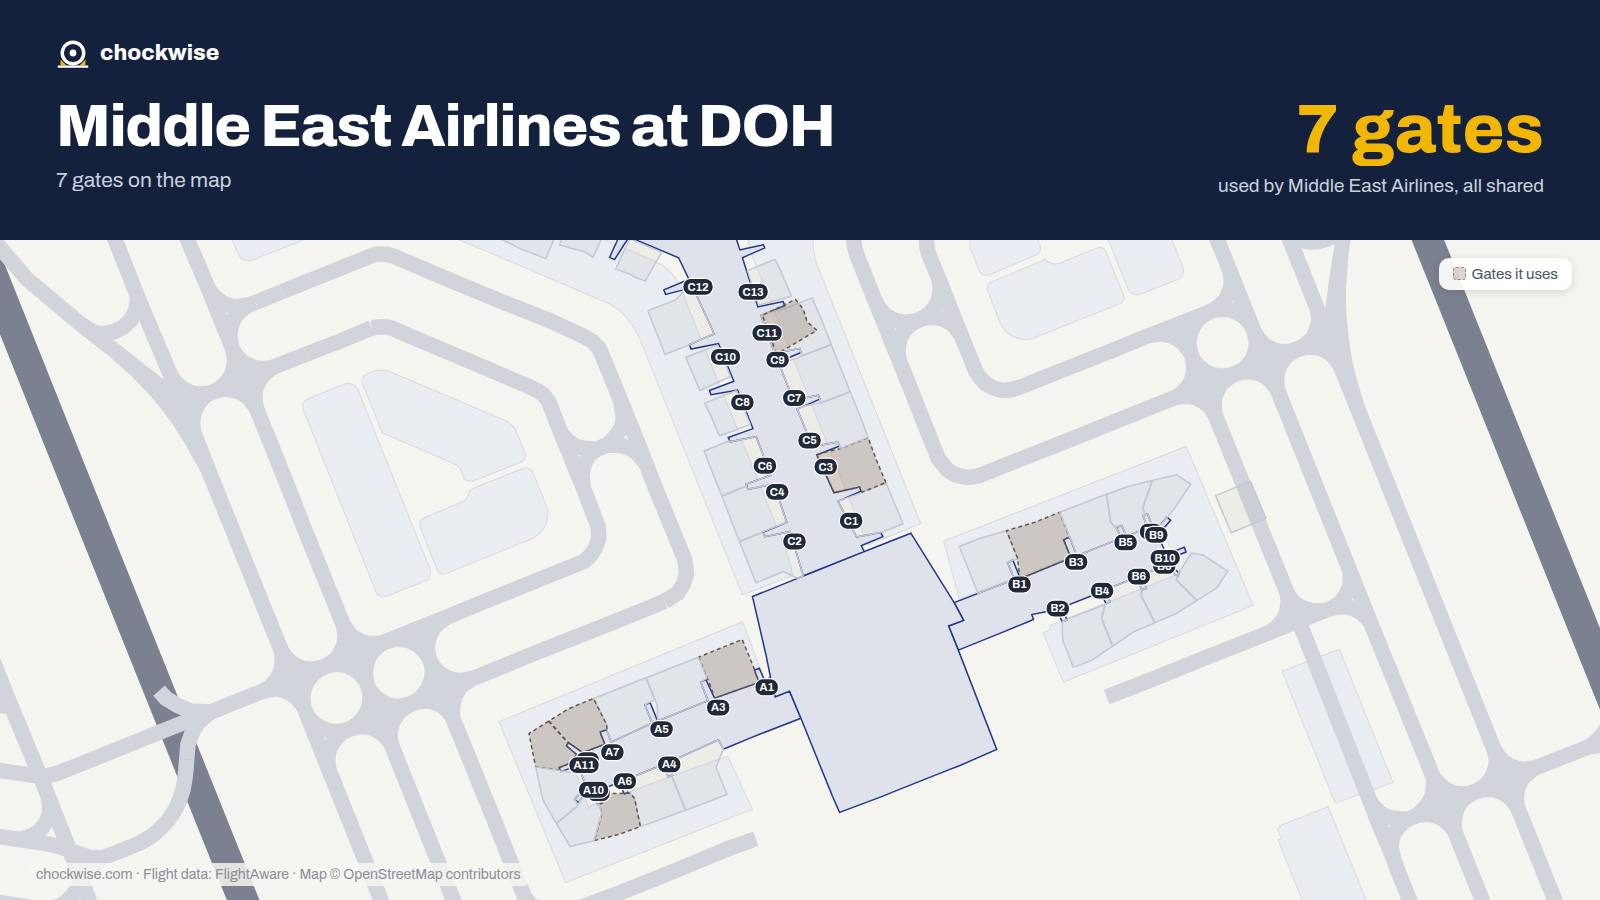 chockwise
Middle East Airlines at DOH
7 gates on the map
7 gates
used by Middle East Airlines, all shared
Gates it uses
C12
C13
C11
C10
C9
C8
C7
C5
C6
C3
C4
C1
C2
B5
B9
B3
B10
B1
B6
B4
B2
A1
A3
A5
A7
A11
A4
A6
A10
chockwise.com · Flight data: FlightAware · Map © OpenStreetMap contributors